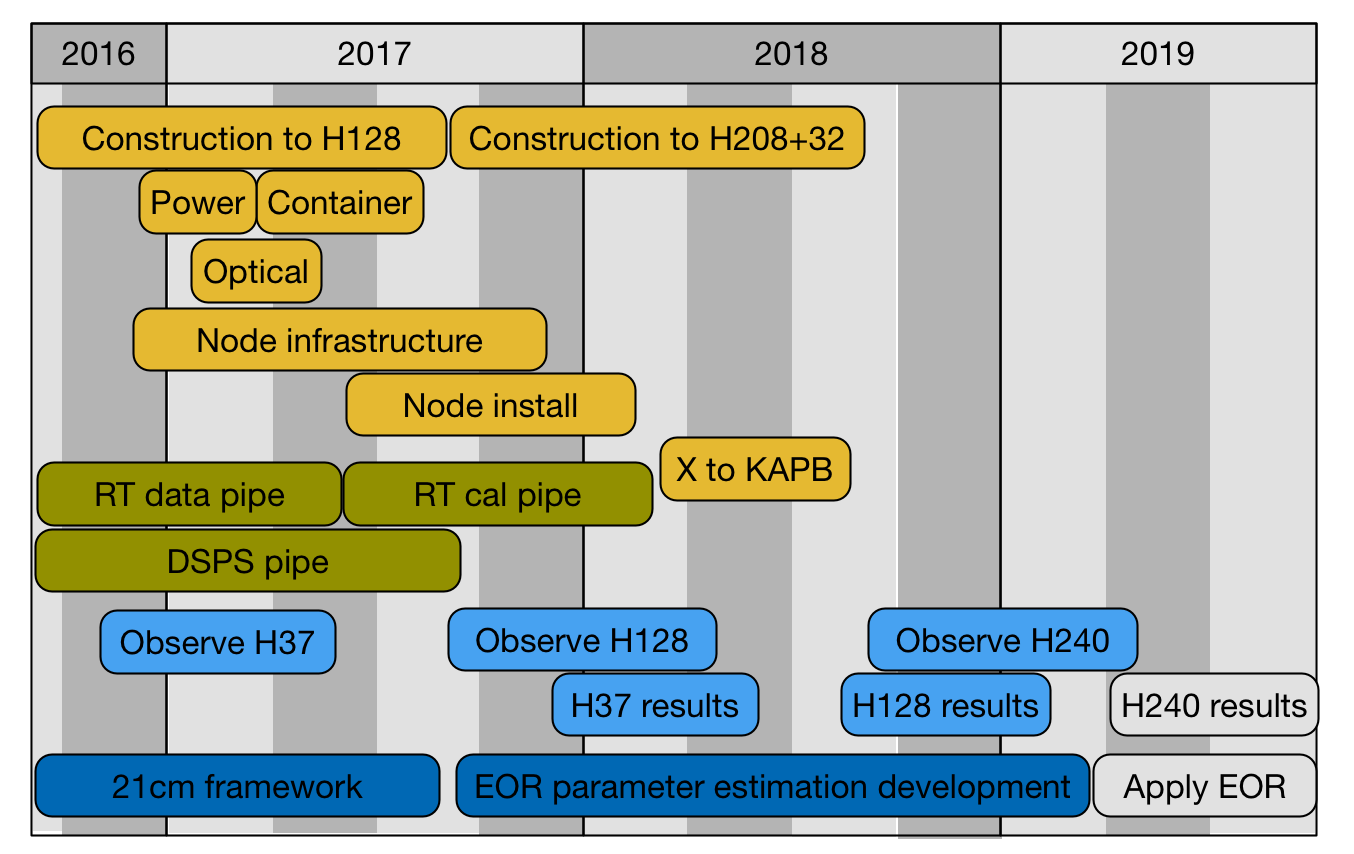 2016
2017
2018
2019
Construction to H128
Construction to H208+32
Power
Container
Optical
Node infrastructure
Node install
X to KAPB
RT data pipe
RT cal pipe
DSPS pipe
Observe H37
Observe H128
Observe H240
H37 results
H128 results
H240 results
21cm framework
EOR parameter estimation development
Apply EOR